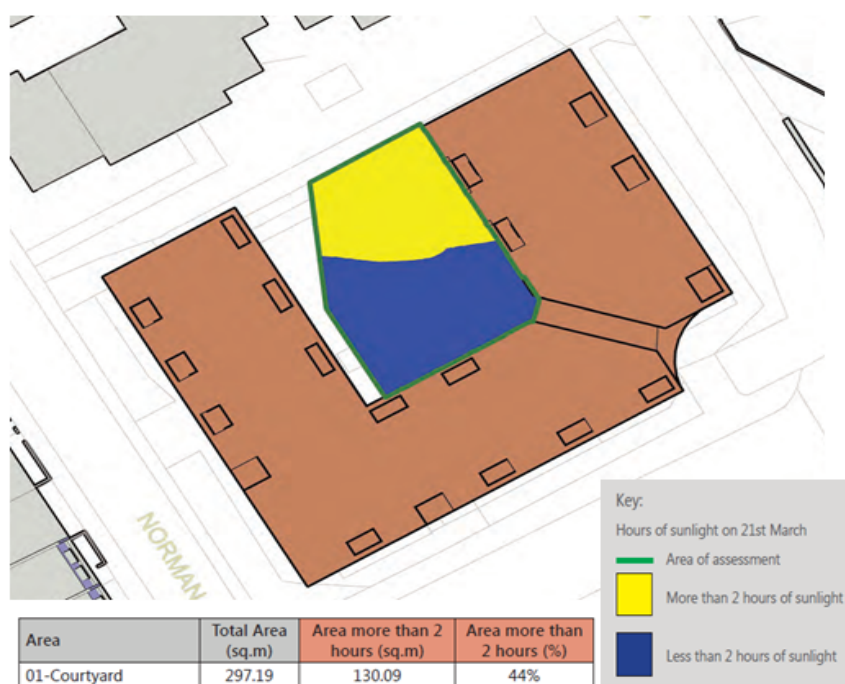 NORMAN
Key:
Hours of sunlight on 21st March
Area of assessment
More than 2 hours of sunlight
Less than 2 hours of sunlight
Area
Total Area
(sq.m)
Area more than 2
hours (sq.m)
Area more than
2 hours (%)
01-Courtyard
297.19
130.09
44%